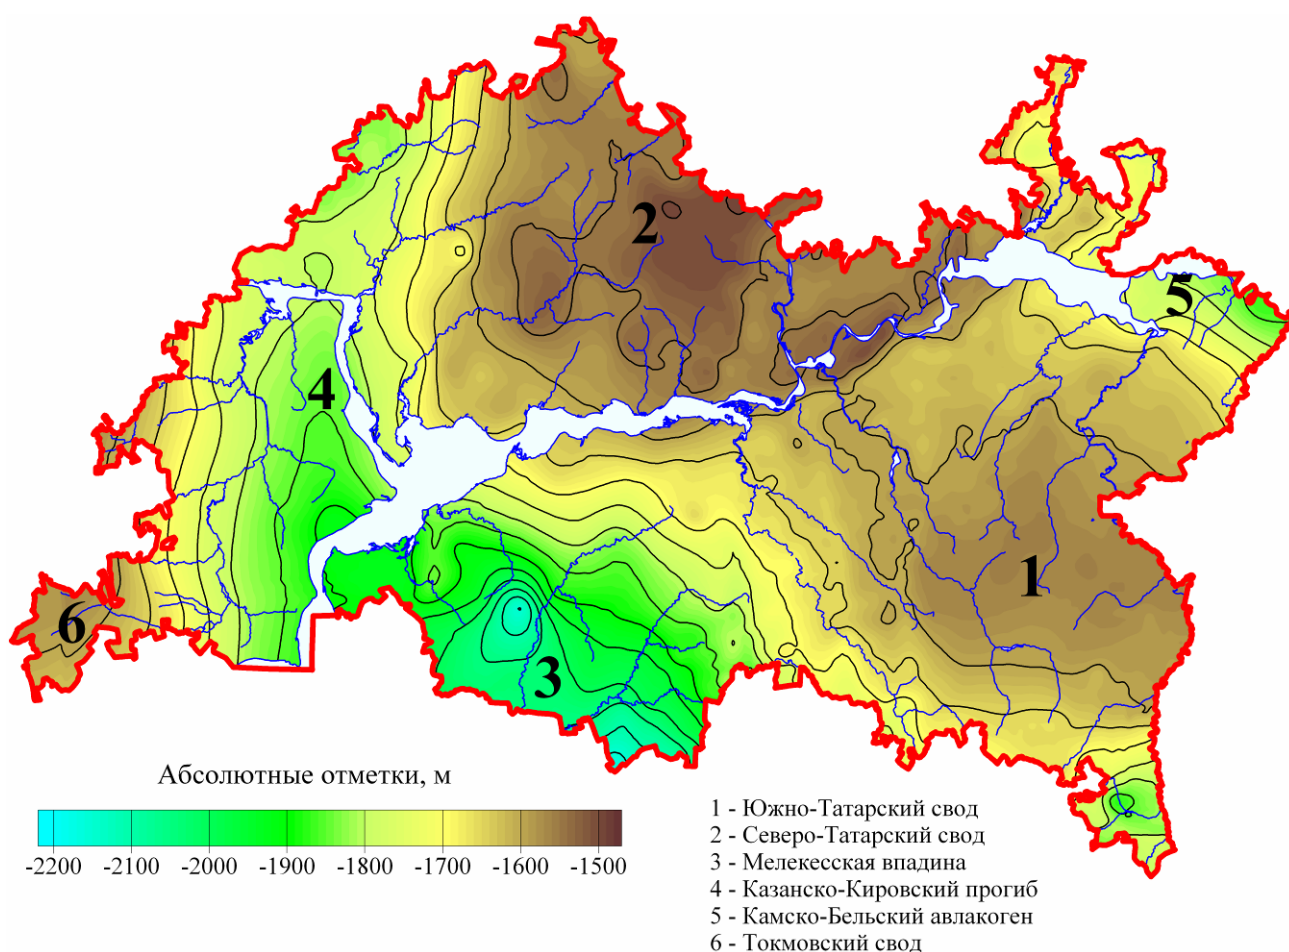 2
5
4
1
6
3
Абсолютные отметки, м
-2200 -2100 -2000 -1900 -1800 -1700 -1600 -1500
1 - Южно-Татарский свод
2 - Северо-Татарский свод
3 - Мелекесская впадина
4 - Казанско-Кировский прогиб
5 - Камско-Бельский авлакоген
6 - Токмовский свод